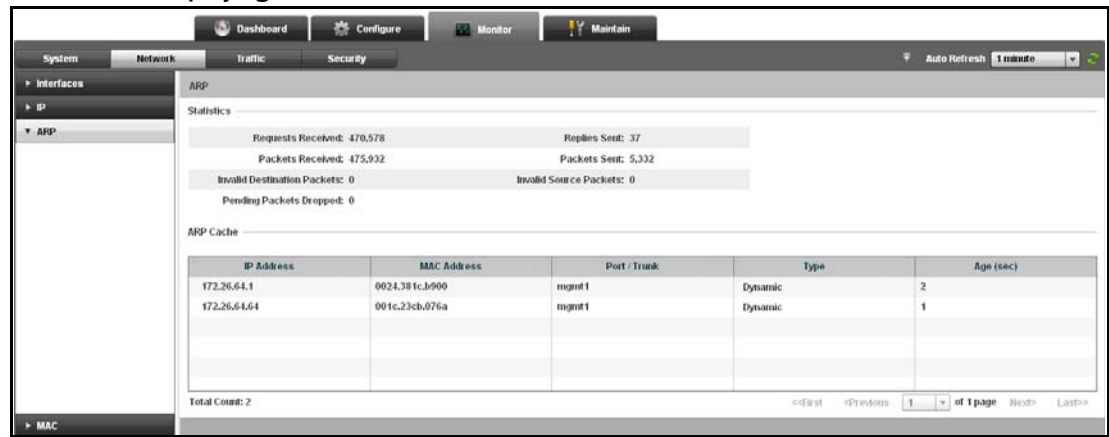 Dashboard Configure Monitor Maintain
System Network Traffic Security Auto Refresh 1 minute
Interfaces
IP
ARP
MAC
ARP
Statistics
Requests Received: 470,578 Replies Sent: 37
Packets Received: 475,932 Packets Sent: 5,332
Invalid Destination Packets: 0 Invalid Source Packets: 0
Pending Packets Dropped: 0
ARP Cache
IP Address MAC Address Port / Trunk Type Age (sec)
172.26.64.1 0024.381c.b900 mgmt1 Dynamic 2
172.26.64.64 001c.23cb.076a mgmt1 Dynamic 1
Total Count: 2 <<First <Previous 1 of 1 page Next> Last>>